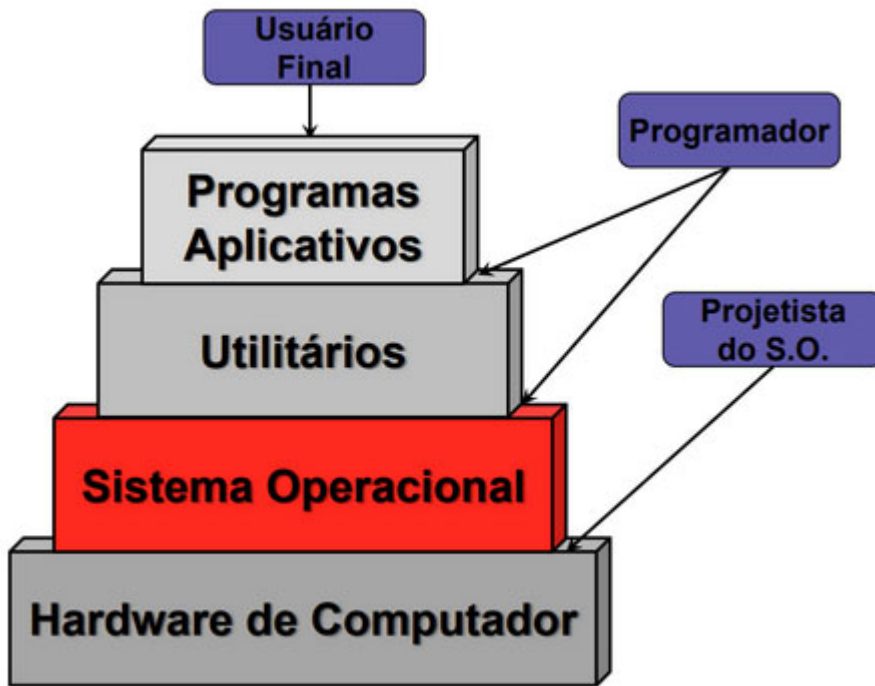 Usuário
Final
Programador
Programas
Aplicativos
Projetista
do S.O.
Utilitários
Sistema Operacional
Hardware de Computador